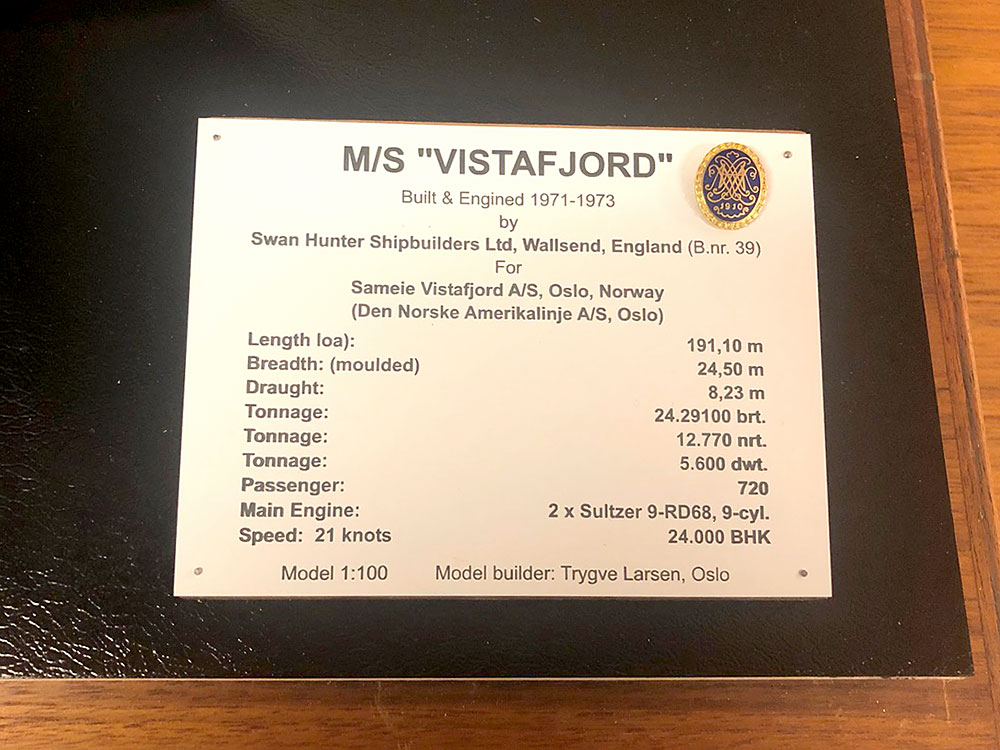 M/S "VISTAFJORD"
Built & Engined 1971-1973
by
Swan Hunter Shipbuilders Ltd, Wallsend, England (B.nr. 39)
For
Sameie Vistafjord A/S, Oslo, Norway
(Den Norske Amerikalinje A/S, Oslo)
Length loa): 191,10 m
Breadth: (moulded) 24,50 m
Draught: 8,23 m
Tonnage: 24.29100 brt.
Tonnage: 12.770 nrt.
Tonnage: 5.600 dwt.
Passenger: 720
Main Engine: 2 x Sultzer 9-RD68, 9-cyl.
Speed: 21 knots 24.000 BHK
Model 1:100 Model builder: Trygve Larsen, Oslo
1910